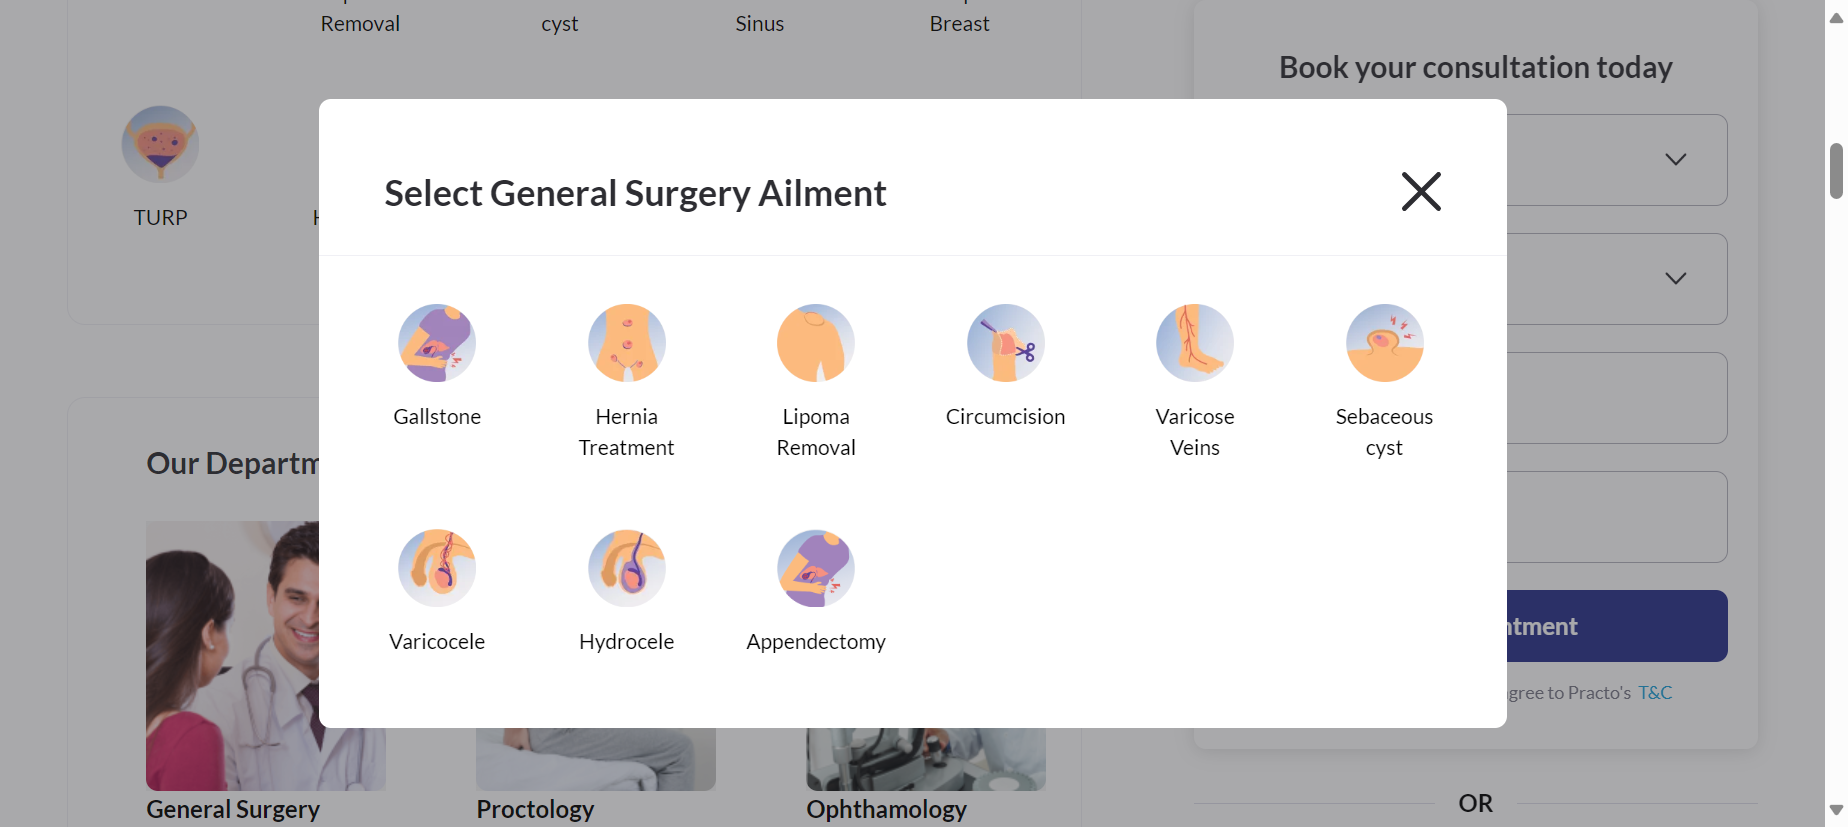 Removal
cyst
Sinus
Breast
Book your consultation today
TURP
Select General Surgery Ailment
Gallstone
Hernia
Treatment
Lipoma
Removal
Circumcision
Varicose
Veins
Sebaceous
cyst
Our Departm
Varicocele
Hydrocele
Appendectomy
ntment
gree to Practo's T&C
General Surgery
Proctology
Ophthamology
OR